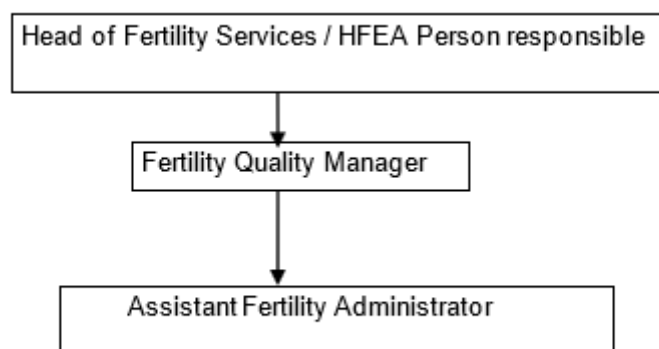 Head of Fertility Services / HFEA Person responsible
Fertility Quality Manager
Assistant Fertility Administrator